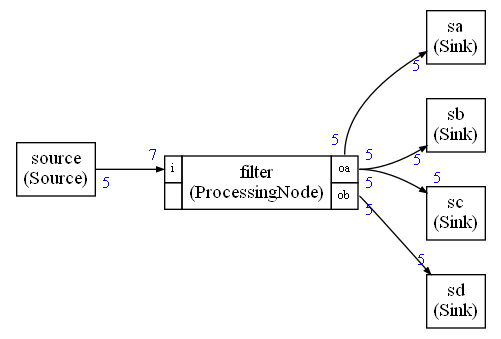 sa
(Sink)
5
sb
(Sink)
5
5
7
5
source
(Source)
5
i
filter
(ProcessingNode)
oa
ob
5
5
5
sc
(Sink)
5
sd
(Sink)